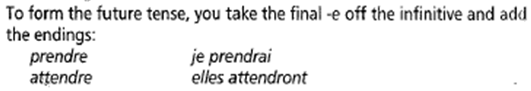 To form the future tense, you take the final -e off the infinitive and add
the endings:
prendre je prendrai
attendre elles attendront